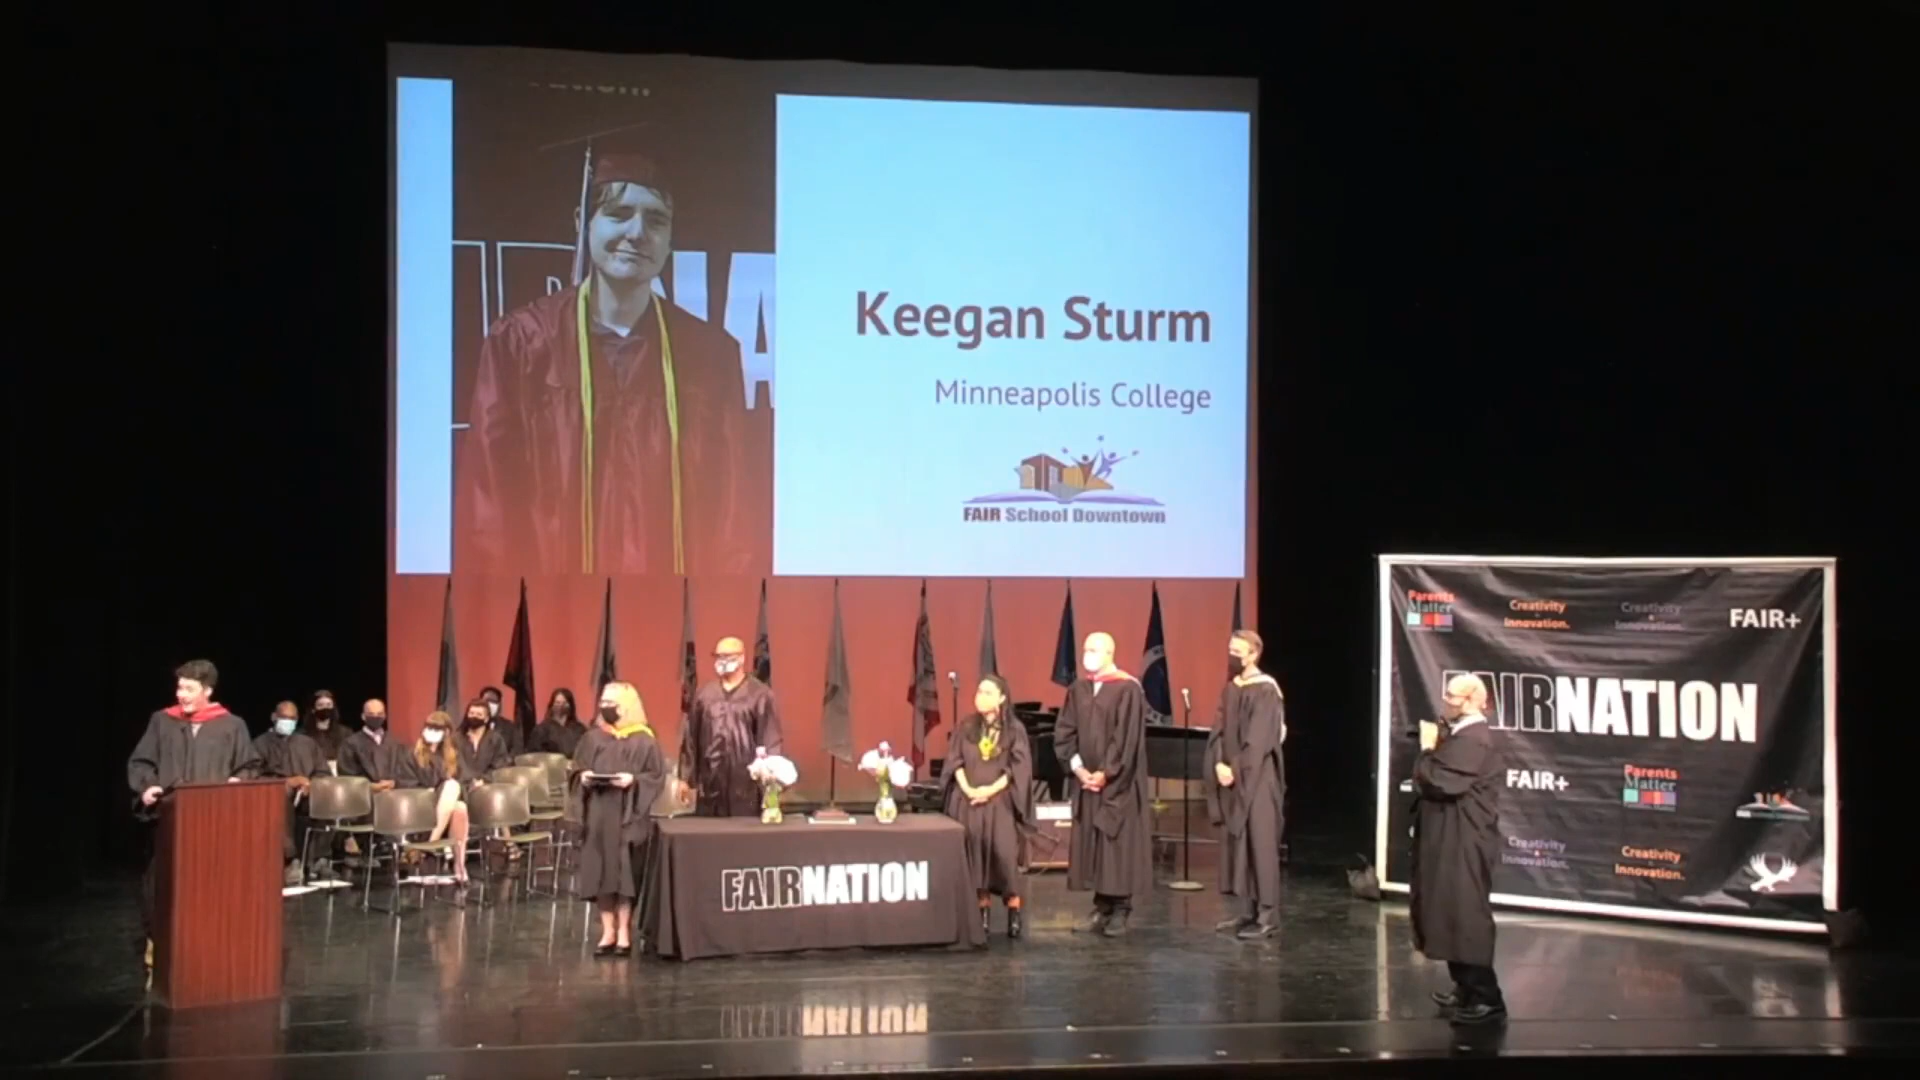 Keegan Sturm
Minneapolis College
FAIR School Downtown
Parents
Matter
Creativity
Innovation.
Creativity
&
Innovation.
FAIR+
FAIRNATION
FAIR+
Parents
Matter
Creativity
&
Innovation.
Creativity
Innovation.
FAIRNATION